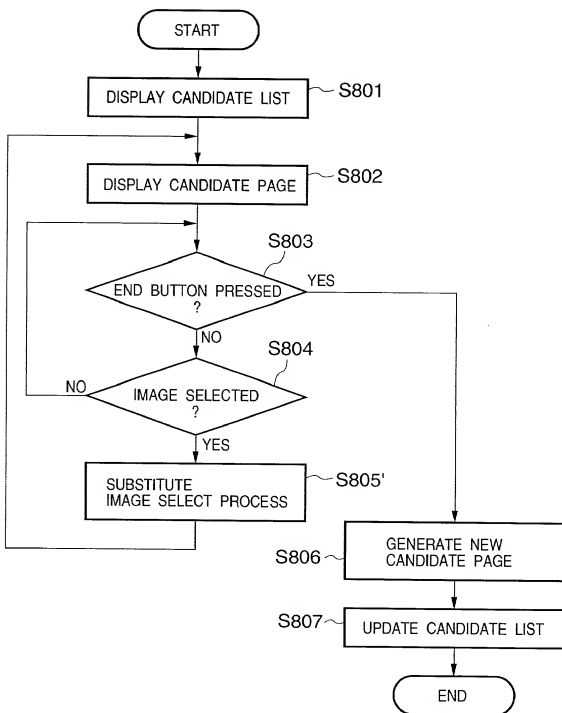 START
DISPLAY CANDIDATE LIST
S801
DISPLAY CANDIDATE PAGE
S802
S803
END BUTTON PRESSED
?
YES
NO
S804
IMAGE SELECTED
?
NO
YES
SUBSTITUTE
IMAGE SELECT PROCESS
S805'
S806
GENERATE NEW
CANDIDATE PAGE
S807
UPDATE CANDIDATE LIST
END